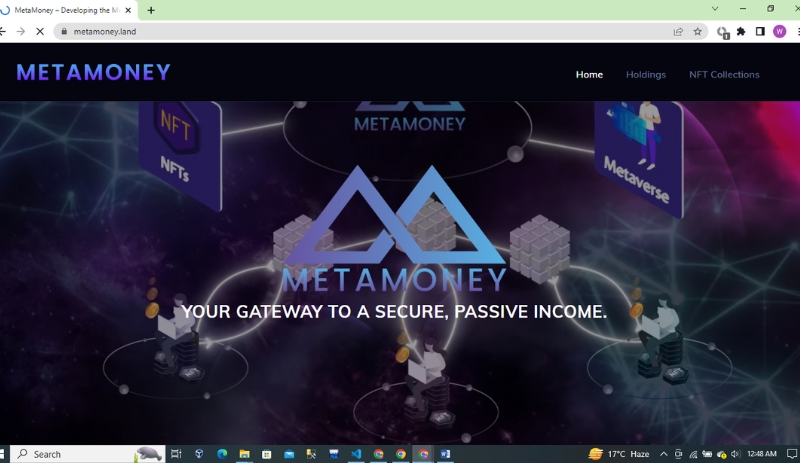 MetaMoney – Developing the M
metamoney.land
1
W
METAMONEY
Home
Holdings
NFT Collections
NFT
NFTs
METAMONEY
Metaverse
METAMONEY
YOUR GATEWAY TO A SECURE, PASSIVE INCOME.
Search
17°C Haze
12:48 AM